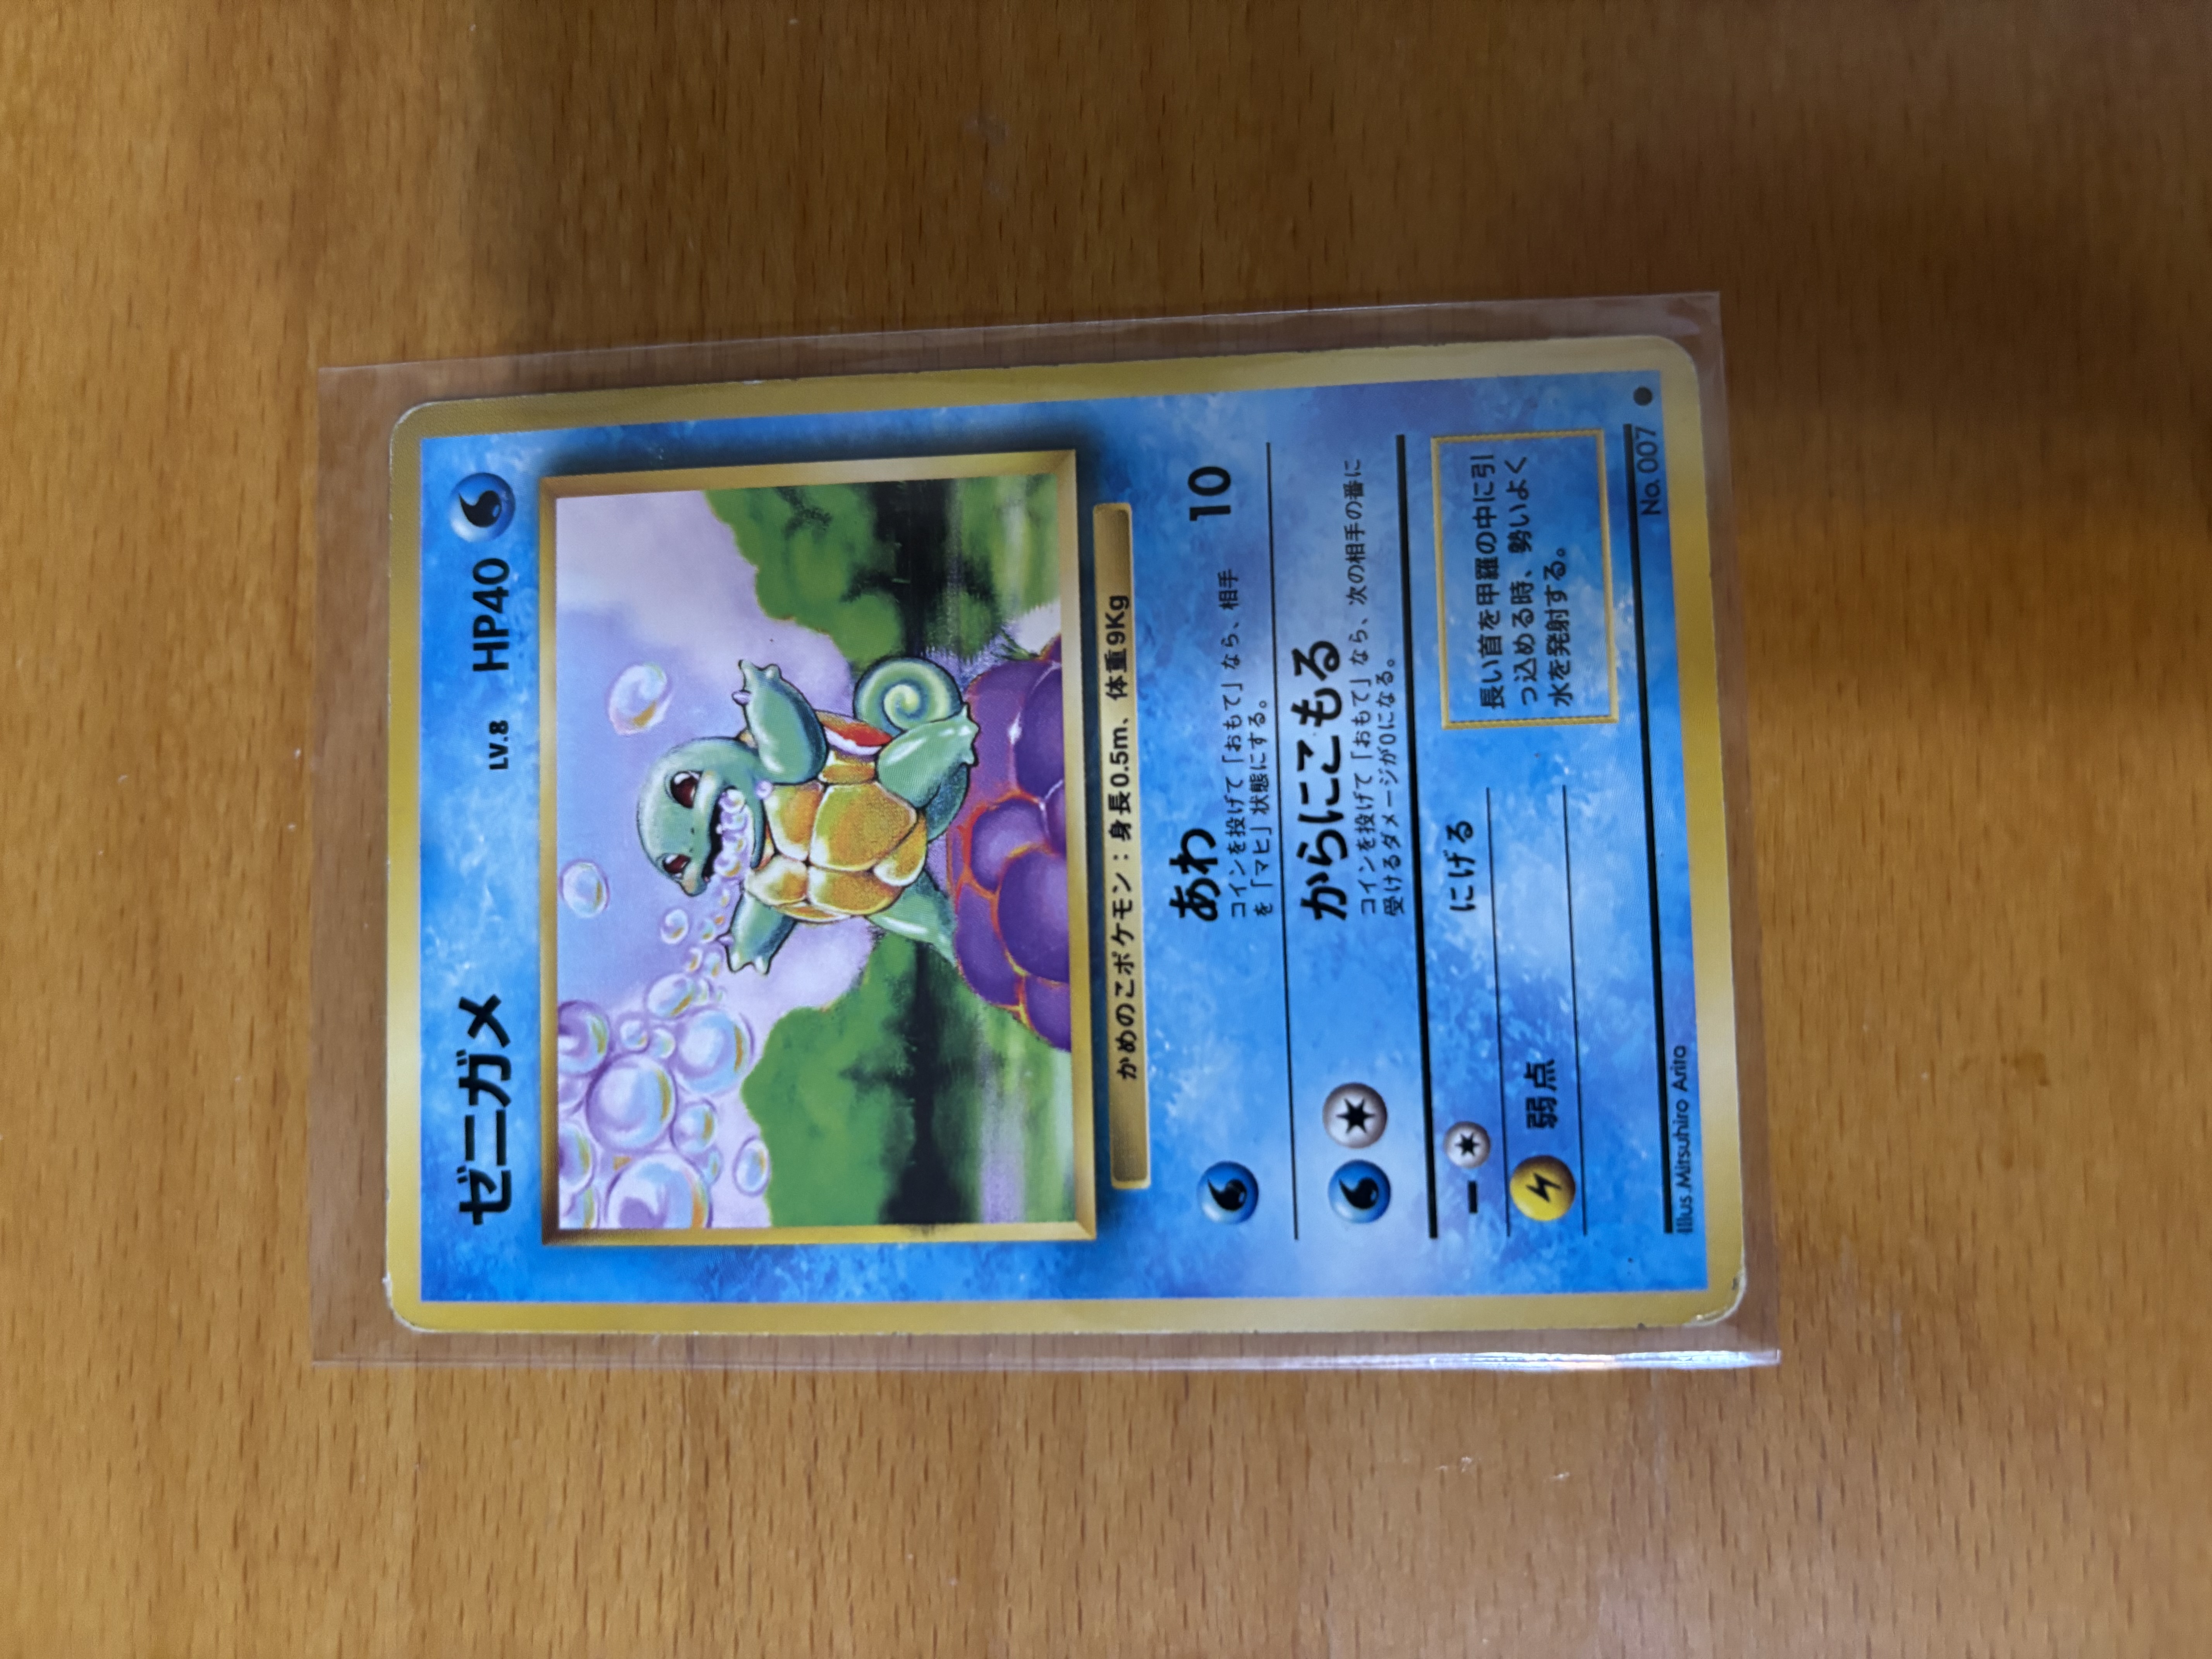 ゼニガメ LV.8 HP40
かめのこポケモン：身長0.5m、体重9Kg
あわ 10
コインを投げて「おもて」なら、相手
を「マヒ」状態にする。
からにこもる
コインを投げて「おもて」なら、次の相手の番に
受けるダメージが0になる。
にげる
弱点
長い首を甲羅の中に引
っ込める時、勢いよく
水を発射する。
Illus. Mitsuhiro Arita No. 007